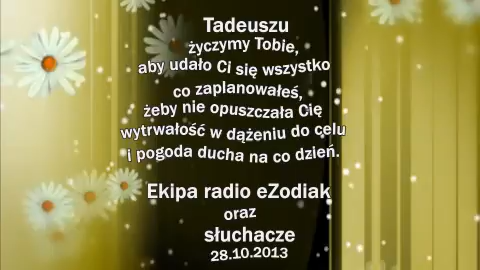 Tadeuszu
życzymy Tobie,
aby udało Ci się wszystko
co zaplanowałeś,
żeby nie opuszczała Cię
wytrwałość w dążeniu do celu
i pogoda ducha na co dzień.
Ekipa radio eZodiak
oraz
słuchacze
28.10.2013